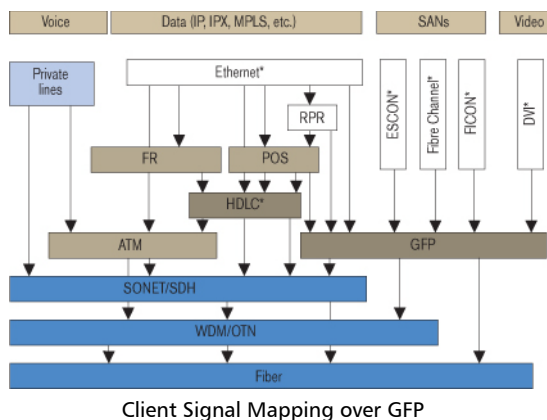 Voice
Data (IP, IPX, MPLS, etc.)
SANs
Video
Private
lines
Ethernet*
RPR
ESCON*
Fibre Channel*
FICON*
DVI*
FR
POS
HDLC*
ATM
GFP
SONET/SDH
WDM/OTN
Fiber
Client Signal Mapping over GFP